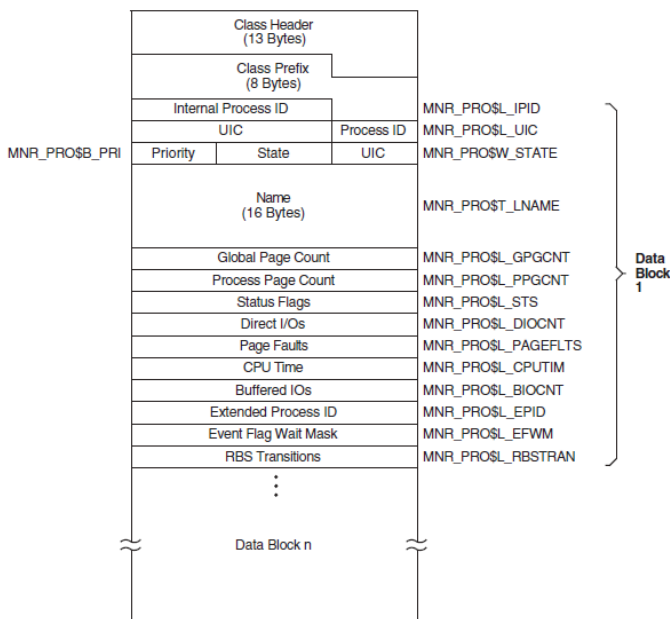 Class Header
(13 Bytes)
Class Prefix
(8 Bytes)
Internal Process ID MNR_PRO$L_IPID
UIC Process ID MNR_PRO$L_UIC
MNR_PRO$B_PRI Priority State UIC MNR_PRO$W_STATE
Name
(16 Bytes)
MNR_PRO$T_LNAME
Global Page Count MNR_PRO$L_GPGCNT
Process Page Count MNR_PRO$L_PPGCNT
Status Flags MNR_PRO$L_STS
Direct I/Os MNR_PRO$L_DIOCNT
Page Faults MNR_PRO$L_PAGEFLTS
CPU Time MNR_PRO$L_CPUTIM
Buffered IOs MNR_PRO$L_BIOCNT
Extended Process ID MNR_PRO$L_EPID
Event Flag Wait Mask MNR_PRO$L_EFWM
RBS Transitions MNR_PRO$L_RBSTRAN
Data
Block
1
Data Block n